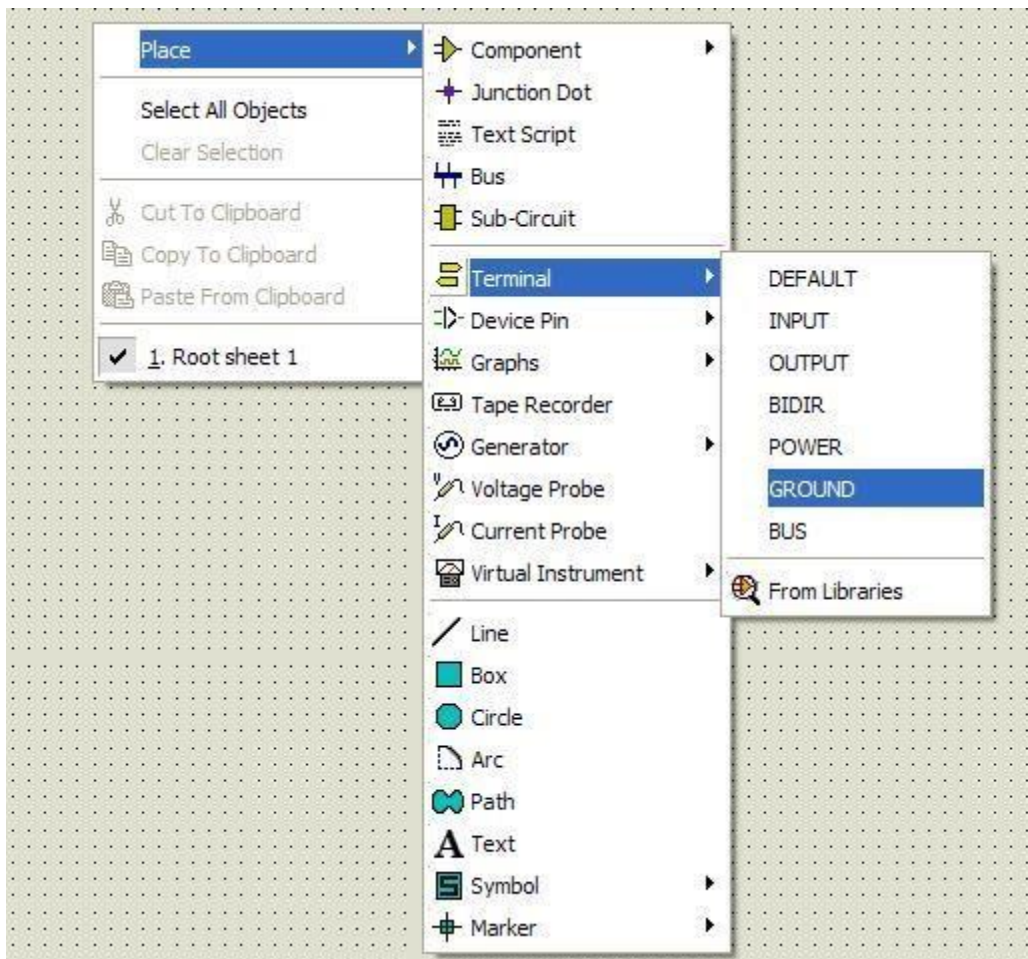 Place
Select All Objects
Clear Selection
Cut To Clipboard
Copy To Clipboard
Paste From Clipboard
1. Root sheet 1
Component
Junction Dot
Text Script
Bus
Sub-Circuit
Terminal
Device Pin
Graphs
Tape Recorder
Generator
Voltage Probe
Current Probe
Virtual Instrument
Line
Box
Circle
Arc
Path
A Text
Symbol
Marker
DEFAULT
INPUT
OUTPUT
BIDIR
POWER
GROUND
BUS
From Libraries